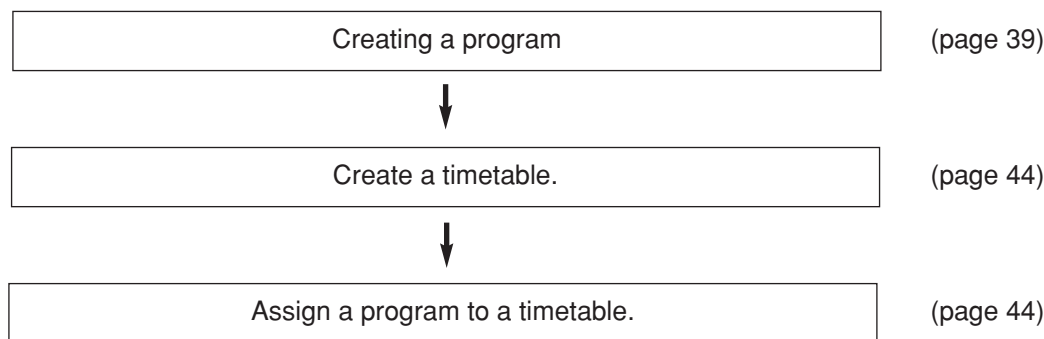 Creating a program (page 39)
Create a timetable. (page 44)
Assign a program to a timetable. (page 44)